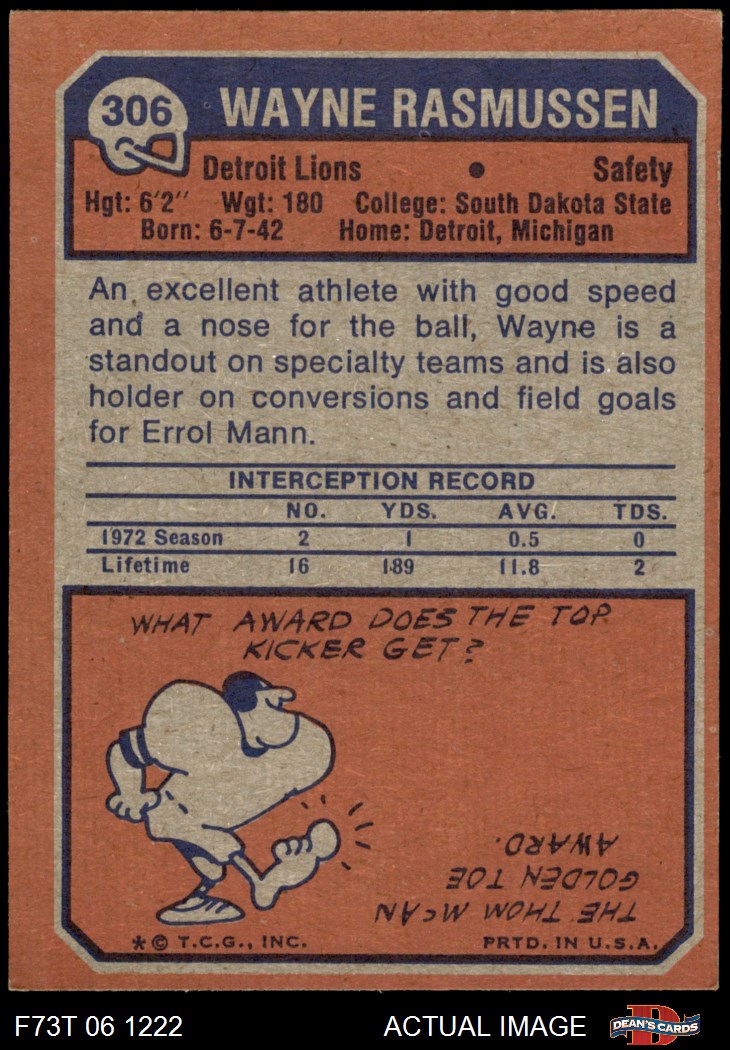 306
WAYNE RASMUSSEN
Detroit Lions • Safety
Hgt: 6'2" Wgt: 180 College: South Dakota State
Born: 6-7-42 Home: Detroit, Michigan
An excellent athlete with good speed
and a nose for the ball, Wayne is a
standout on specialty teams and is also
holder on conversions and field goals
for Errol Mann.
INTERCEPTION RECORD
NO. YDS. AVG. TDS.
1972 Season 2 1 0.5 0
Lifetime 16 189 11.8 2
WHAT AWARD DOES THE TOP
KICKER GET?
THE THOM McAN
GOLDEN TOE
AWARD.
* © T.C.G., INC. PRTD. IN U.S.A.
F73T 06 1222 ACTUAL IMAGE
D
DEAN'S CARDS